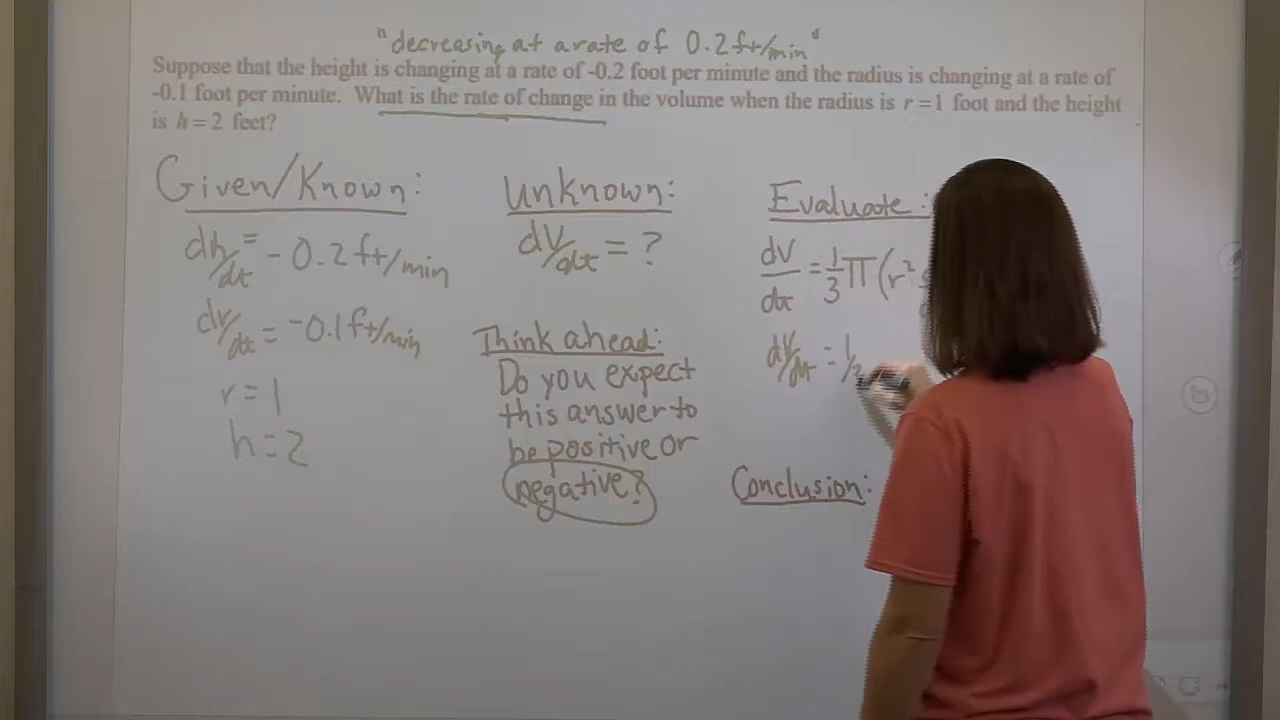 "decreasing at a rate of 0.2 ft/min"
Suppose that the height is changing at a rate of -0.2 foot per minute and the radius is changing at a rate of
-0.1 foot per minute. What is the rate of change in the volume when the radius is r = 1 foot and the height
is h = 2 feet?
Given/Known:
dh/dt = -0.2 ft/min
dr/dt = -0.1 ft/min
r = 1
h = 2
Unknown:
dV/dt = ?
Think ahead:
Do you expect
this answer to
be positive or
negative?
Evaluate:
dV/dt = 1/3 π (r²
dV/dt = 1/3
Conclusion: